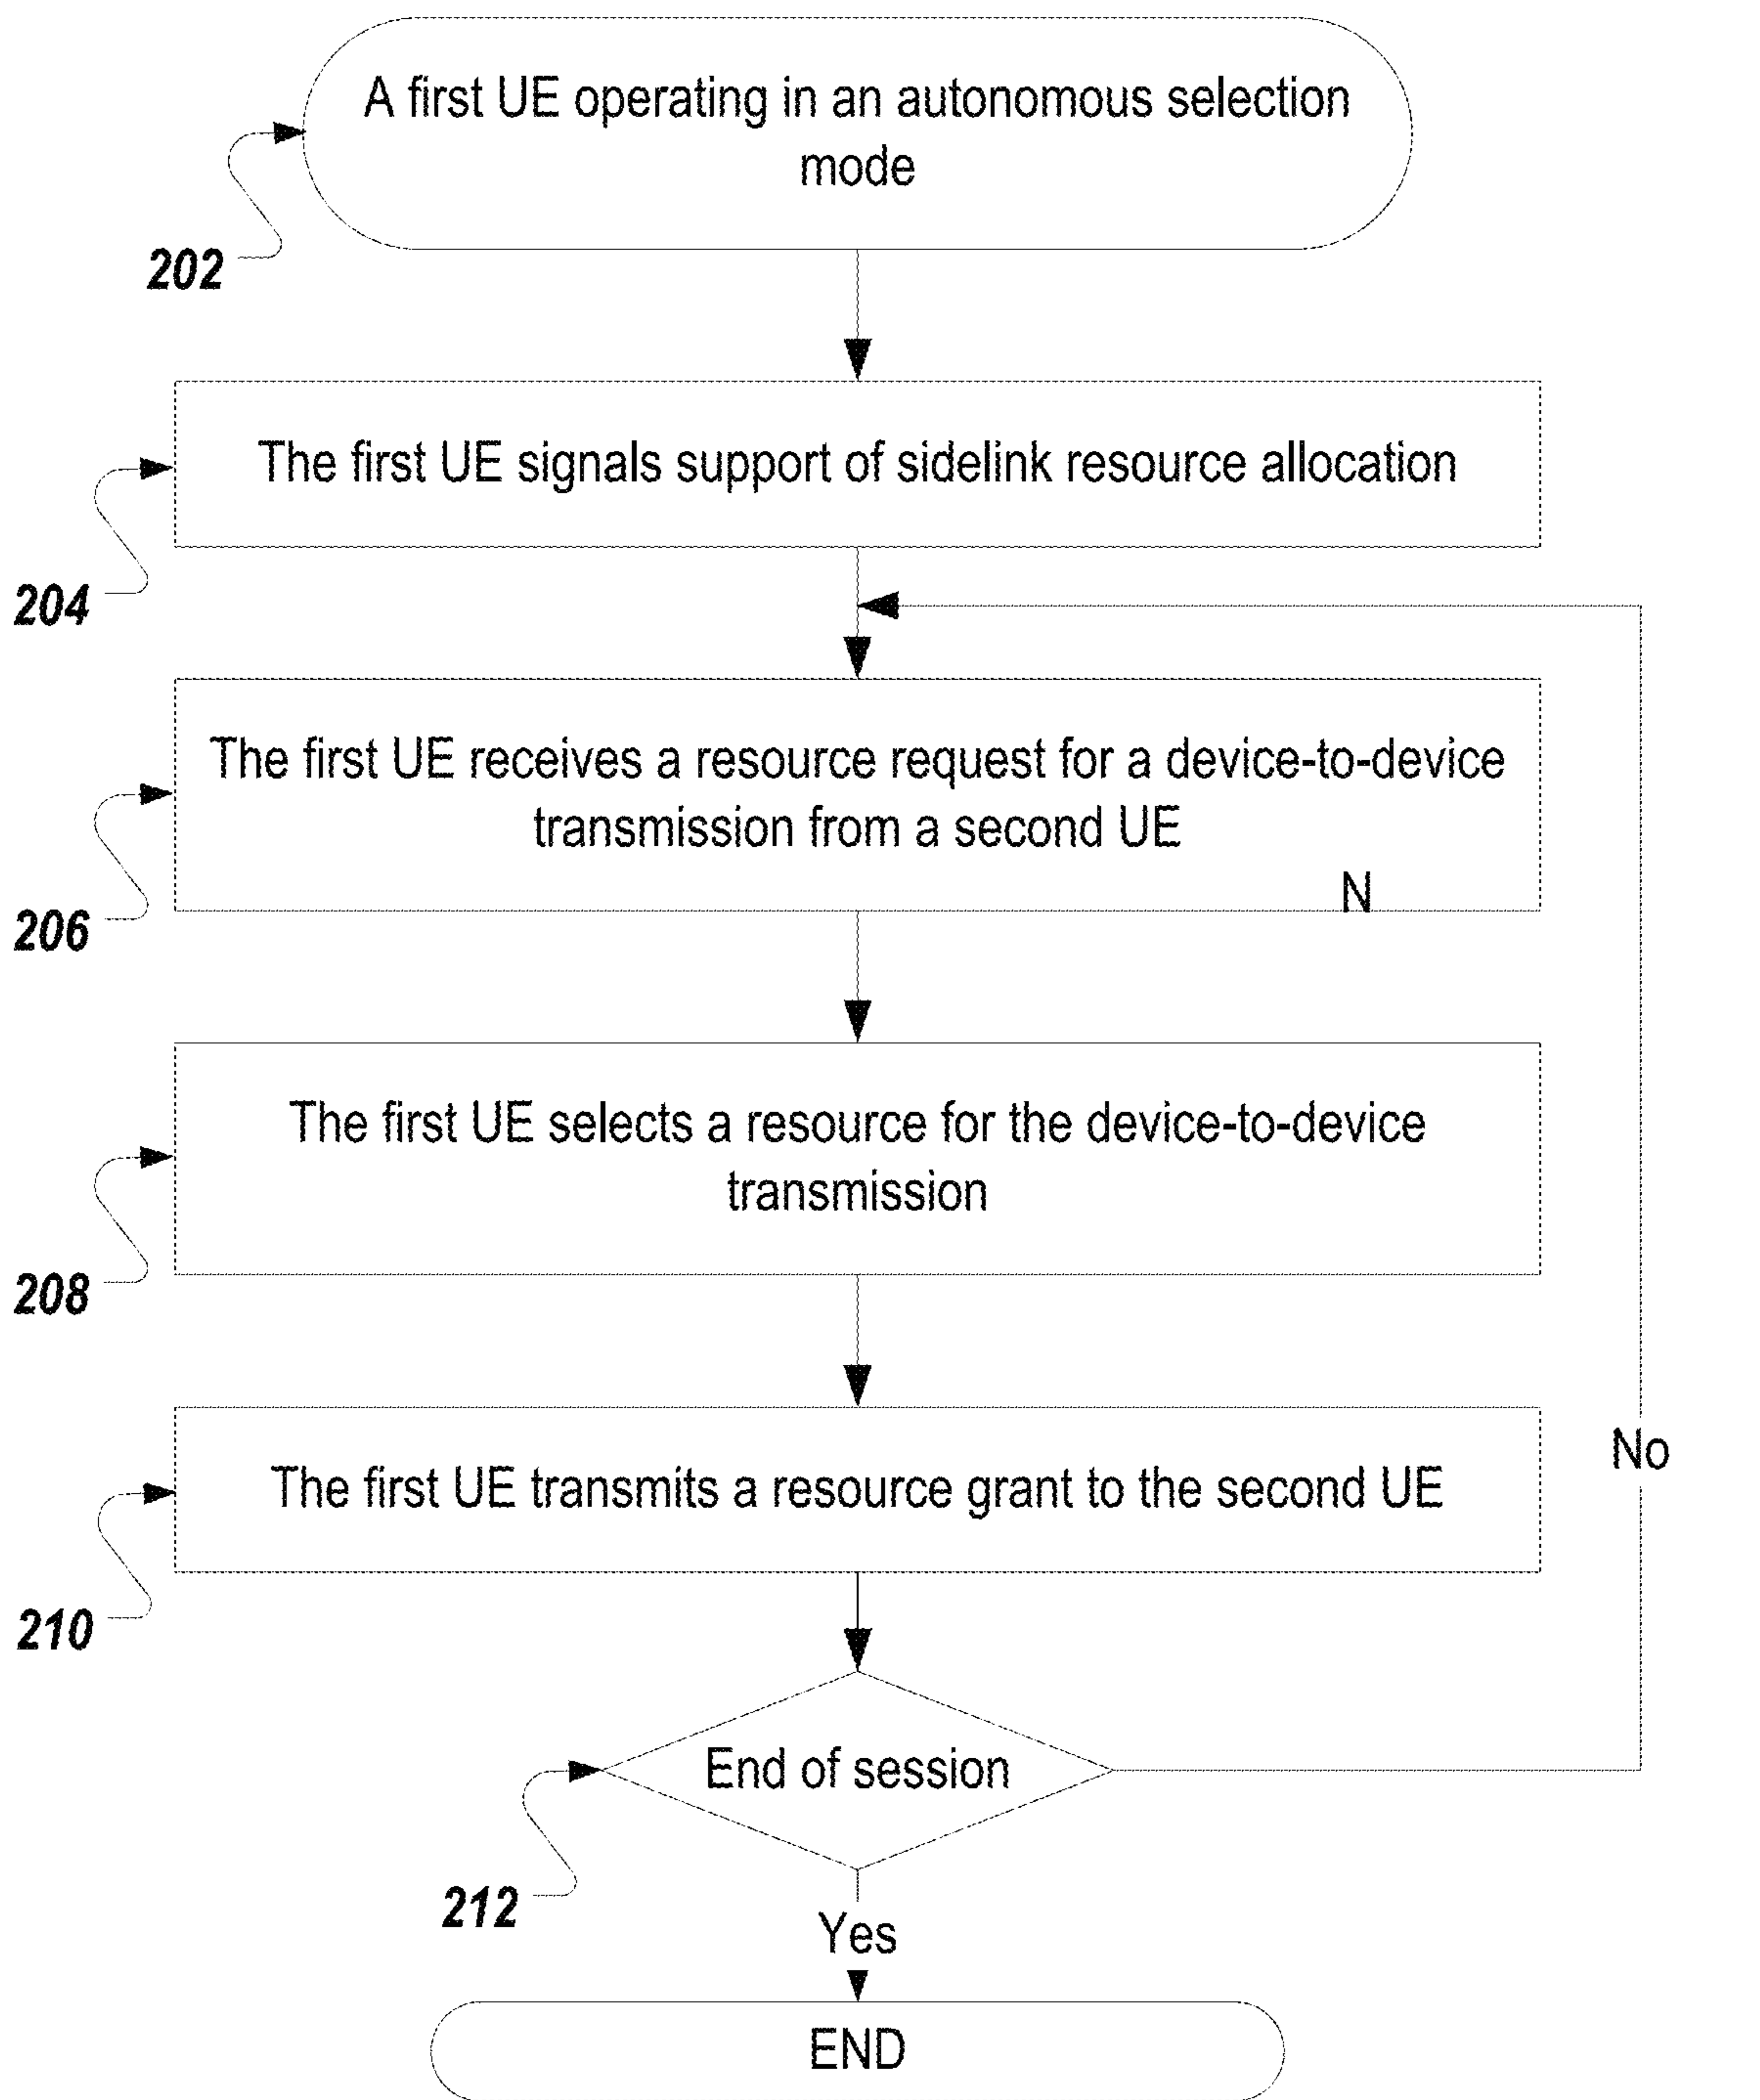 A first UE operating in an autonomous selection
mode
202
The first UE signals support of sidelink resource allocation
204
The first UE receives a resource request for a device-to-device
transmission from a second UE
N
206
The first UE selects a resource for the device-to-device
transmission
208
No
The first UE transmits a resource grant to the second UE
210
End of session
212
Yes
END